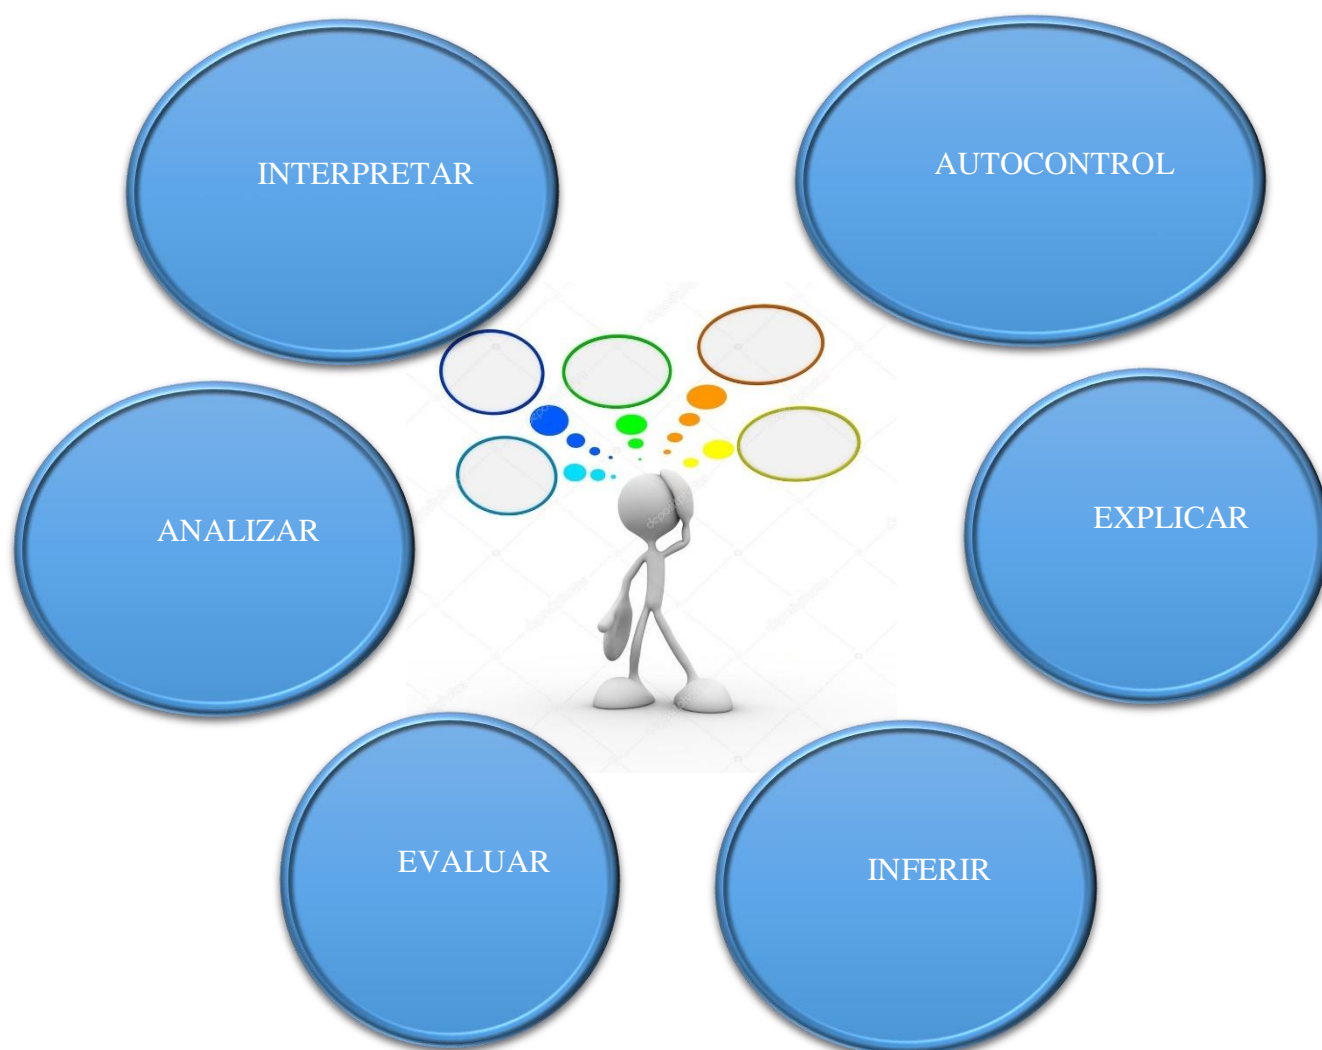 INTERPRETAR
AUTOCONTROL
ANALIZAR
EXPLICAR
EVALUAR
INFERIR